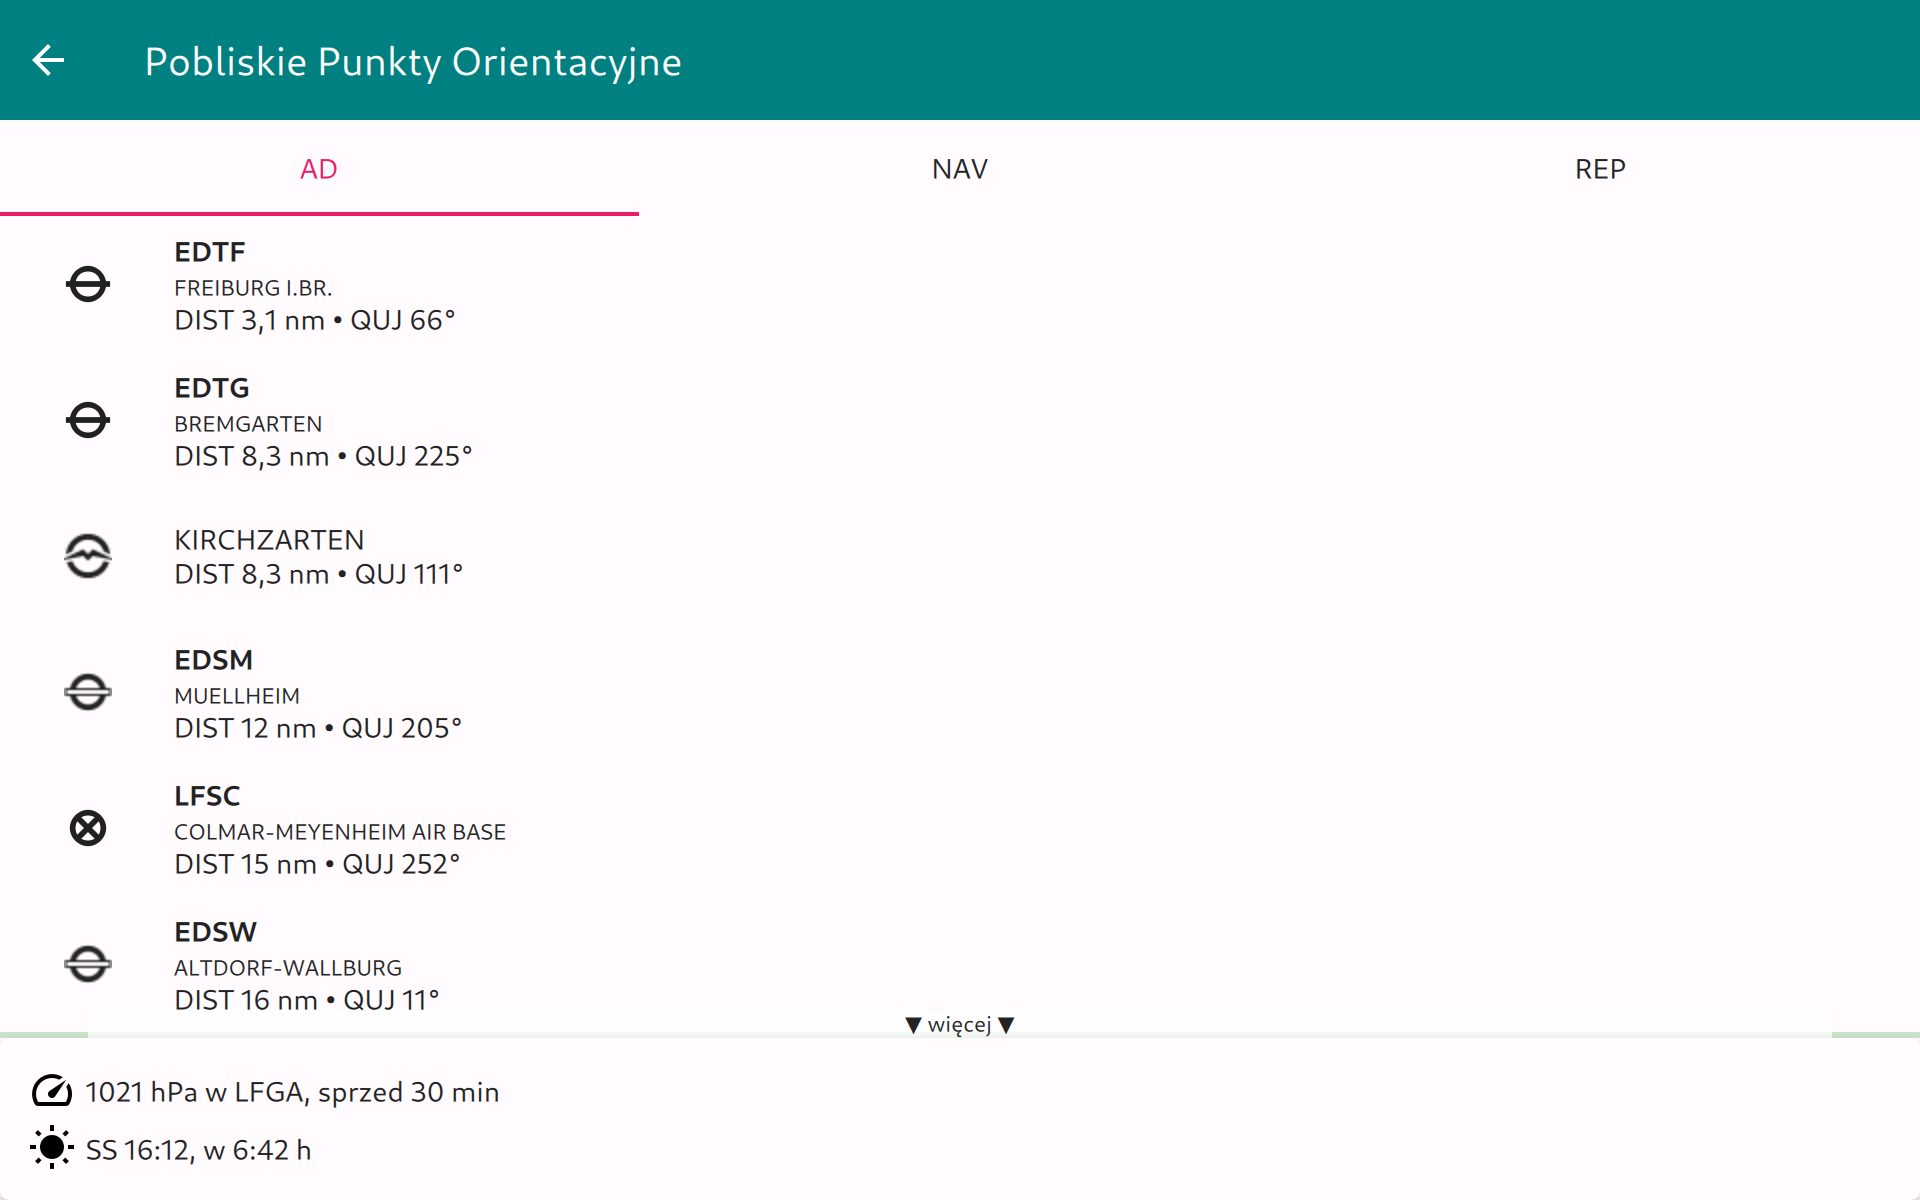 Pobliskie Punkty Orientacyjne
AD
NAV
REP
EDTF
FREIBURG I.BR.
DIST 3,1 nm • QUJ 66°
EDTG
BREMGARTEN
DIST 8,3 nm • QUJ 225°
KIRCHZARTEN
DIST 8,3 nm • QUJ 111°
EDSM
MUELLHEIM
DIST 12 nm • QUJ 205°
LFSC
COLMAR-MEYENHEIM AIR BASE
DIST 15 nm • QUJ 252°
EDSW
ALTDORF-WALLBURG
DIST 16 nm • QUJ 11°
▼ więcej ▼
1021 hPa w LFGA, sprzed 30 min
SS 16:12, w 6:42 h